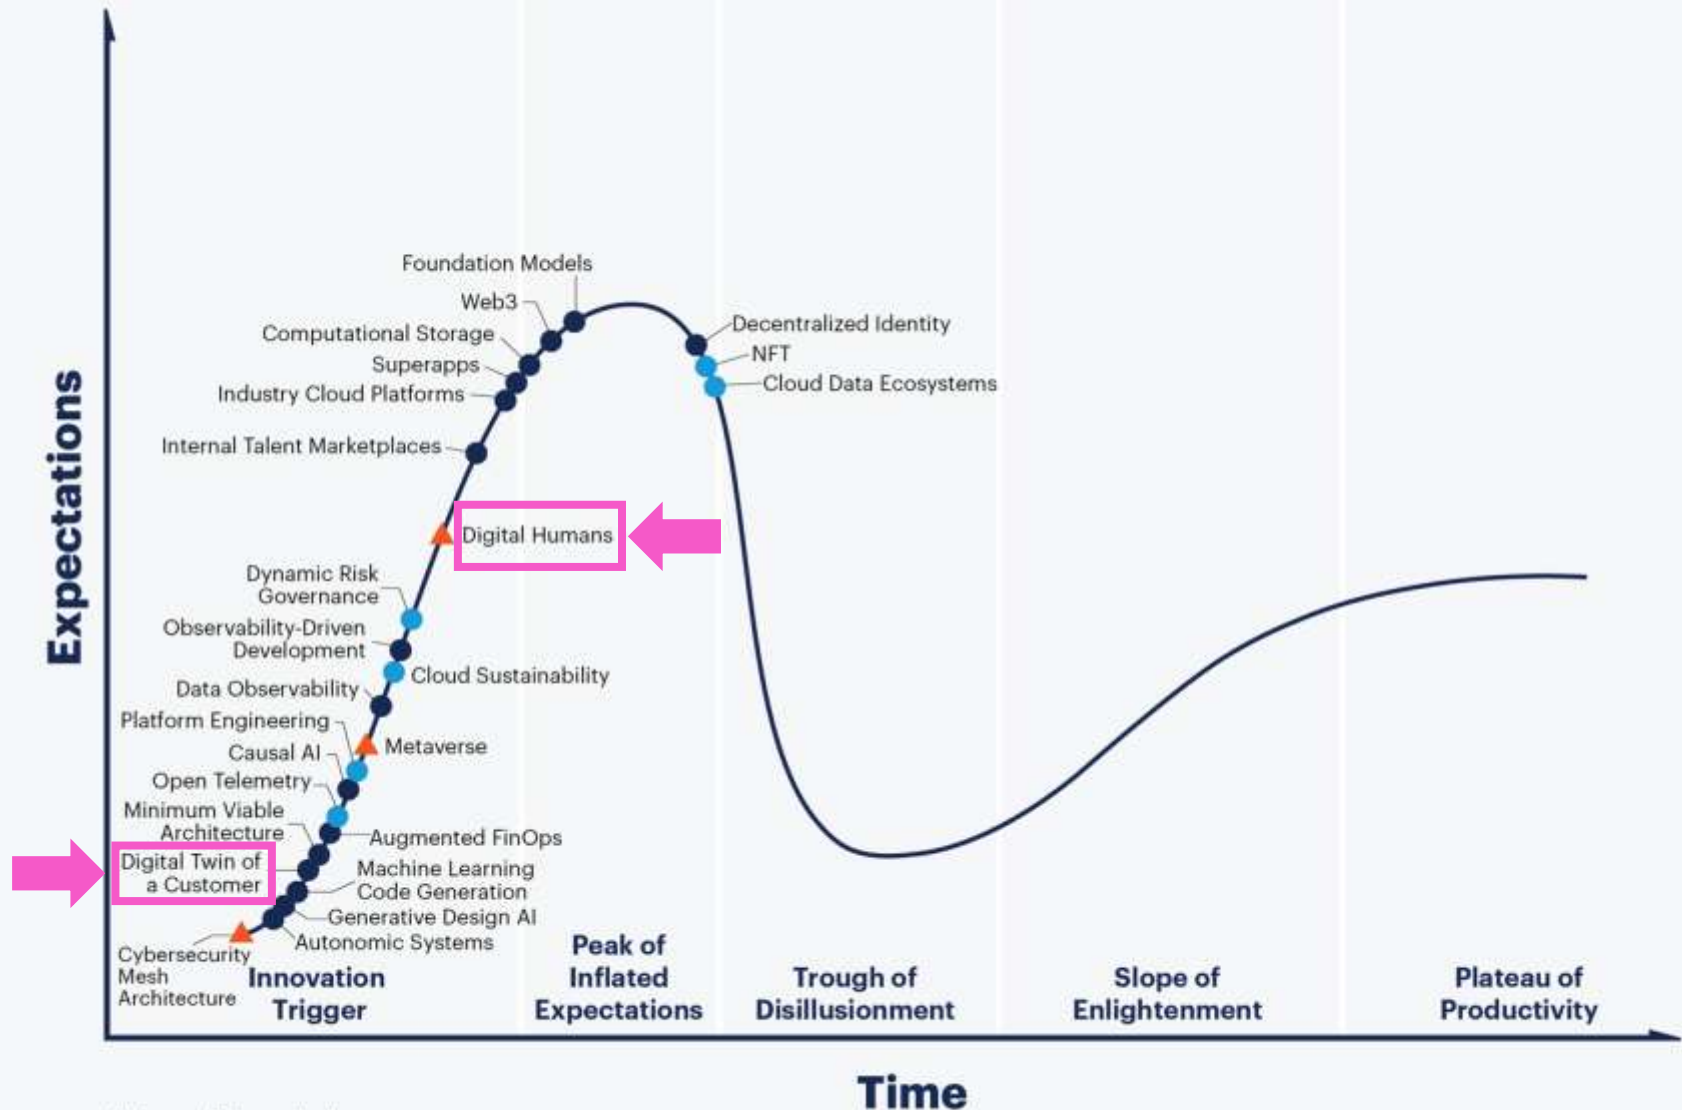 Foundation Models
Web3
Computational Storage
Superapps
Industry Cloud Platforms
Internal Talent Marketplaces
Decentralized Identity
NFT
Cloud Data Ecosystems
Digital Humans
Dynamic Risk
Governance
Observability-Driven
Development
Cloud Sustainability
Data Observability
Platform Engineering
Metaverse
Causal AI
Open Telemetry
Minimum Viable
Architecture
Augmented FinOps
Digital Twin of
a Customer
Machine Learning
Code Generation
Generative Design AI
Autonomic Systems
Cybersecurity
Mesh
Architecture
Expectations
Innovation
Trigger
Peak of
Inflated
Expectations
Trough of
Disillusionment
Slope of
Enlightenment
Plateau of
Productivity
Time